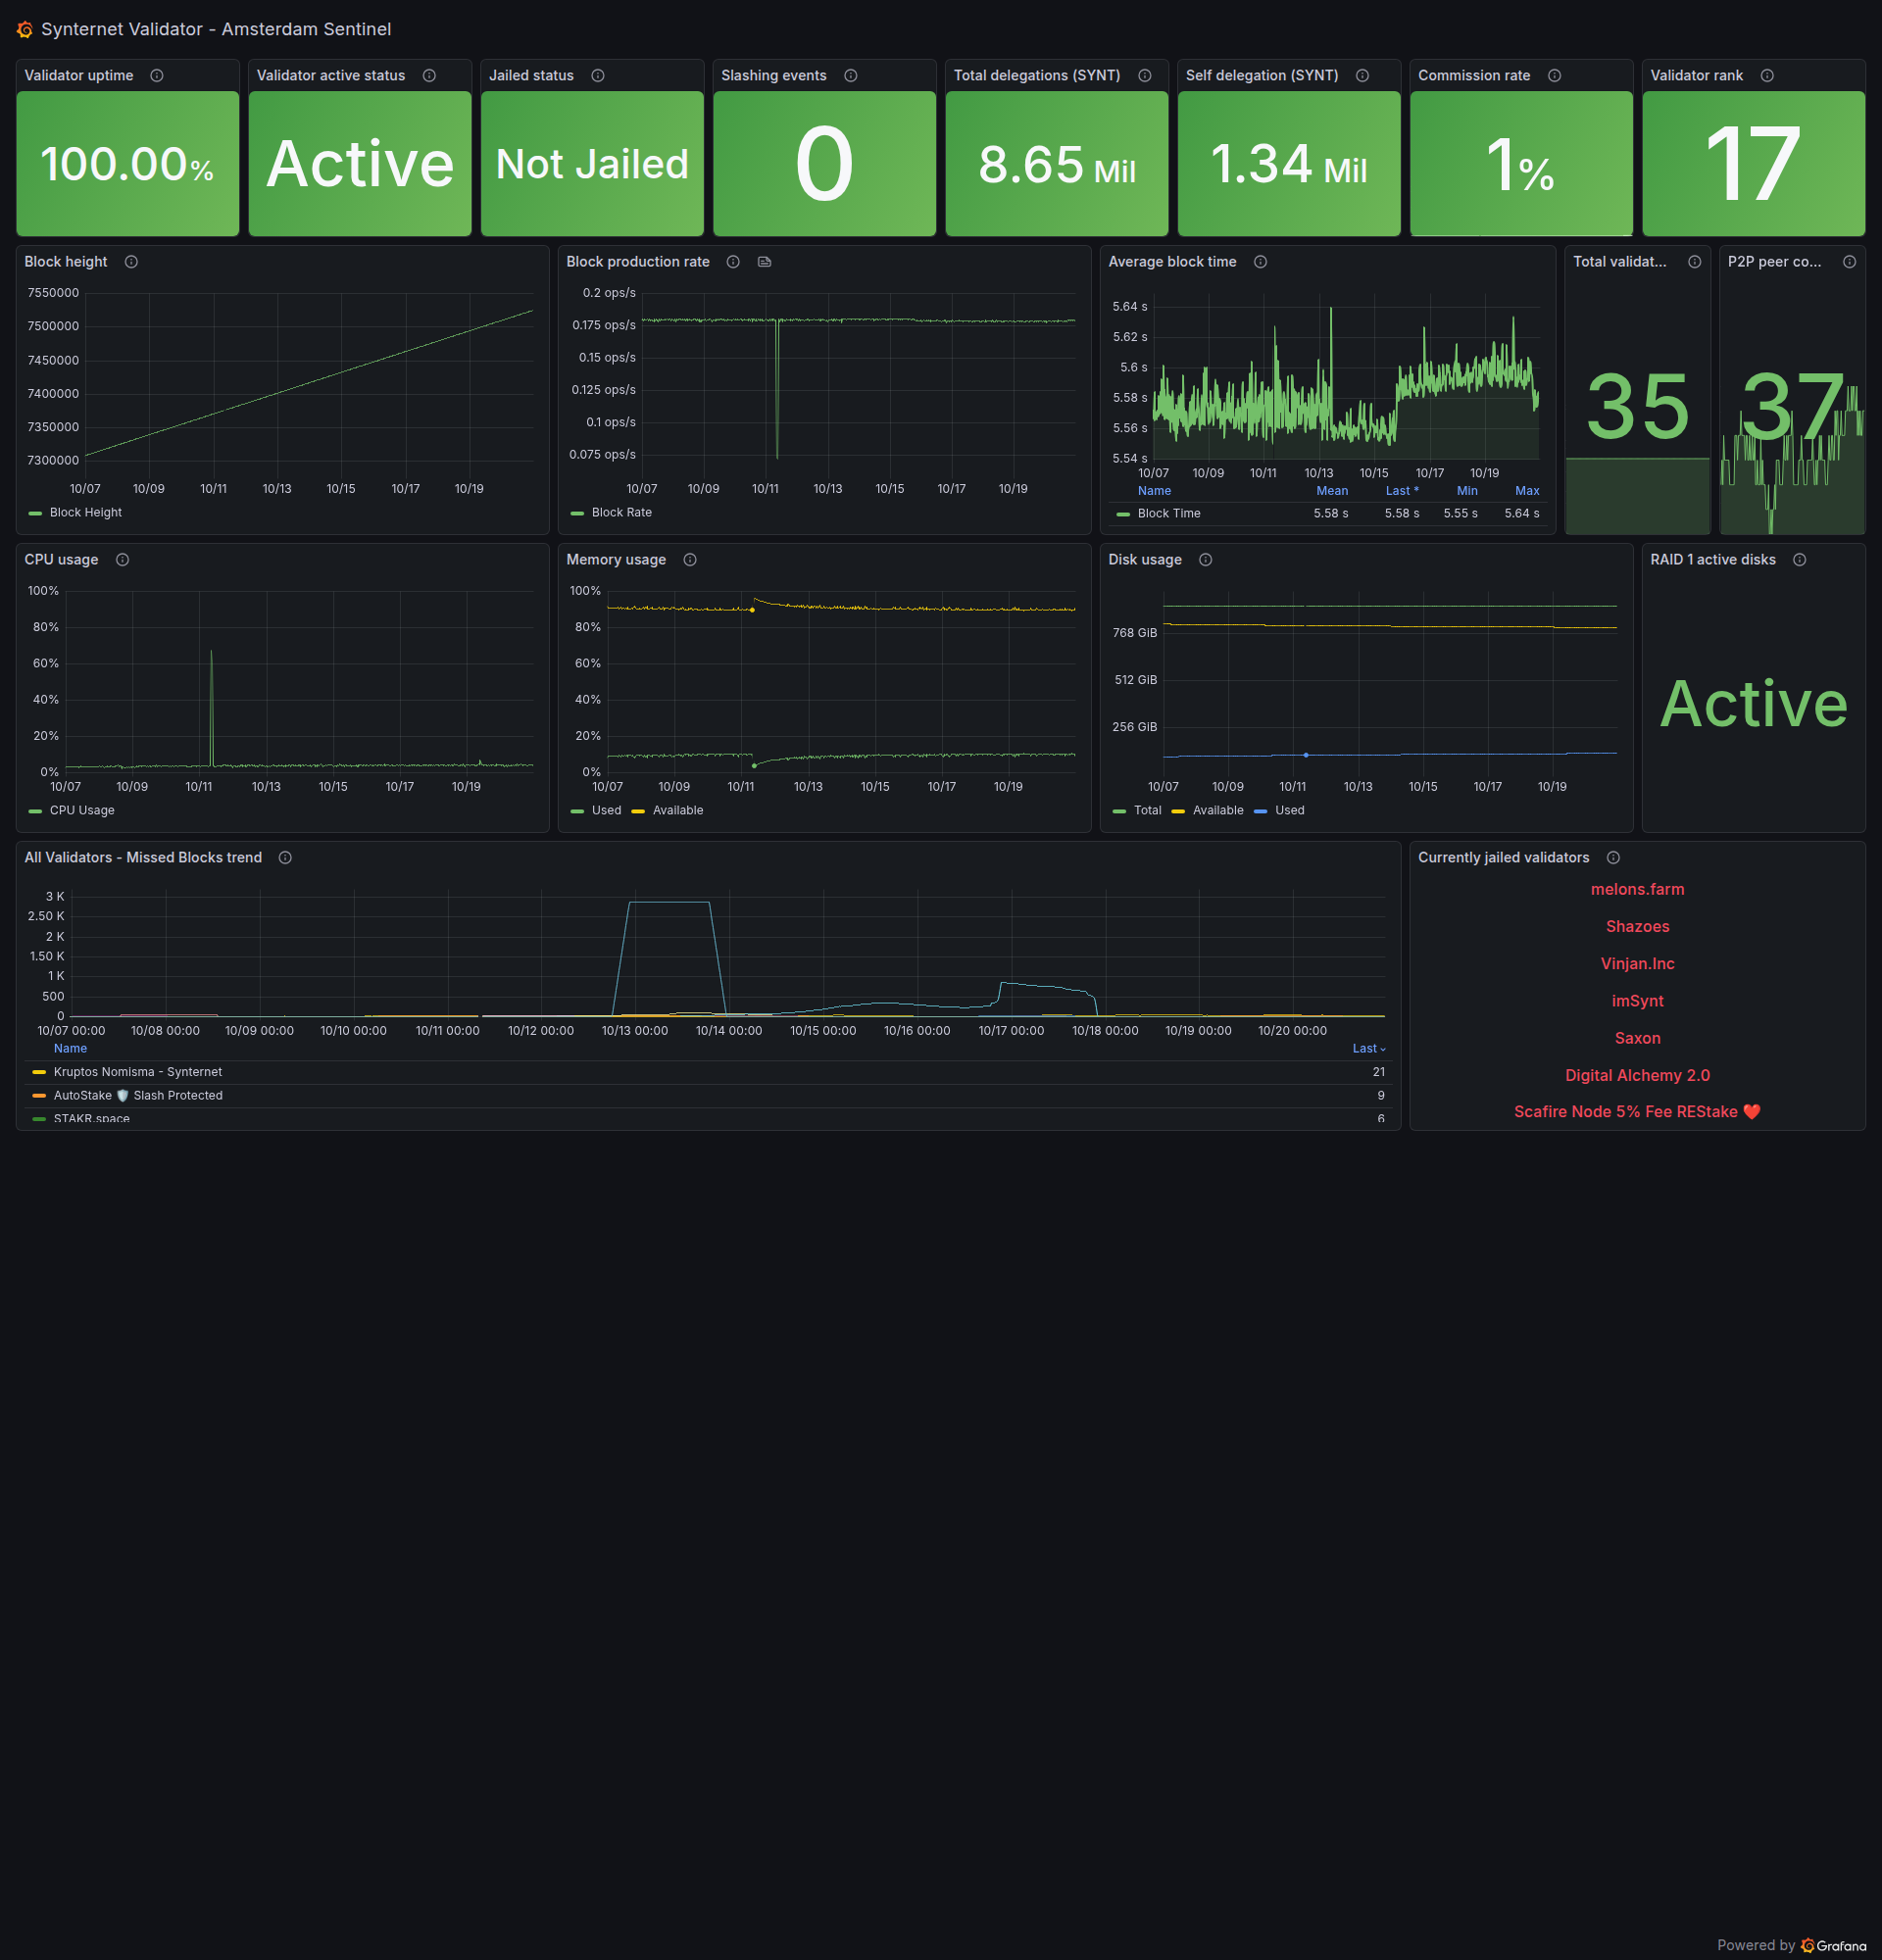 Synternet Validator - Amsterdam Sentinel
Validator uptime
100.00%
Validator active status
Active
Jailed status
Not Jailed
Slashing events
0
Total delegations (SYNT)
8.65 Mil
Self delegation (SYNT)
1.34 Mil
Commission rate
1%
Validator rank
17
Block height
7550000
7500000
7450000
7400000
7350000
7300000
10/07 10/09 10/11 10/13 10/15 10/17 10/19
Block Height
Block production rate
0.2 ops/s
0.175 ops/s
0.15 ops/s
0.125 ops/s
0.1 ops/s
0.075 ops/s
10/07 10/09 10/11 10/13 10/15 10/17 10/19
Block Rate
Average block time
5.64 s
5.62 s
5.6 s
5.58 s
5.56 s
5.54 s
10/07 10/09 10/11 10/13 10/15 10/17 10/19
Name Mean Last * Min Max
Block TIme 5.58 s 5.58 s 5.55 s 5.64 s
Total validat...
35
P2P peer co...
37
CPU usage
100%
80%
60%
40%
20%
0%
10/07 10/09 10/11 10/13 10/15 10/17 10/19
CPU Usage
Memory usage
100%
80%
60%
40%
20%
0%
10/07 10/09 10/11 10/13 10/15 10/17 10/19
Used Available
Disk usage
768 GiB
512 GiB
256 GiB
10/07 10/09 10/11 10/13 10/15 10/17 10/19
Total Available Used
RAID 1 active disks
Active
All Validators - Missed Blocks trend
3 K
2.50 K
2 K
1.50 K
1 K
500
0
10/07 00:00 10/08 00:00 10/09 00:00 10/10 00:00 10/11 00:00 10/12 00:00 10/13 00:00 10/14 00:00 10/15 00:00 10/16 00:00 10/17 00:00 10/18 00:00 10/19 00:00 10/20 00:00
Name Last
Kruptos Nomisma - Synternet 21
AutoStake 🛡️ Slash Protected 9
STAKR.space 6
Currently jailed validators
melons.farm
Shazoes
Vinjan.Inc
imSynt
Saxon
Digital Alchemy 2.0
Scafire Node 5% Fee REStake ❤️
Powered by Grafana